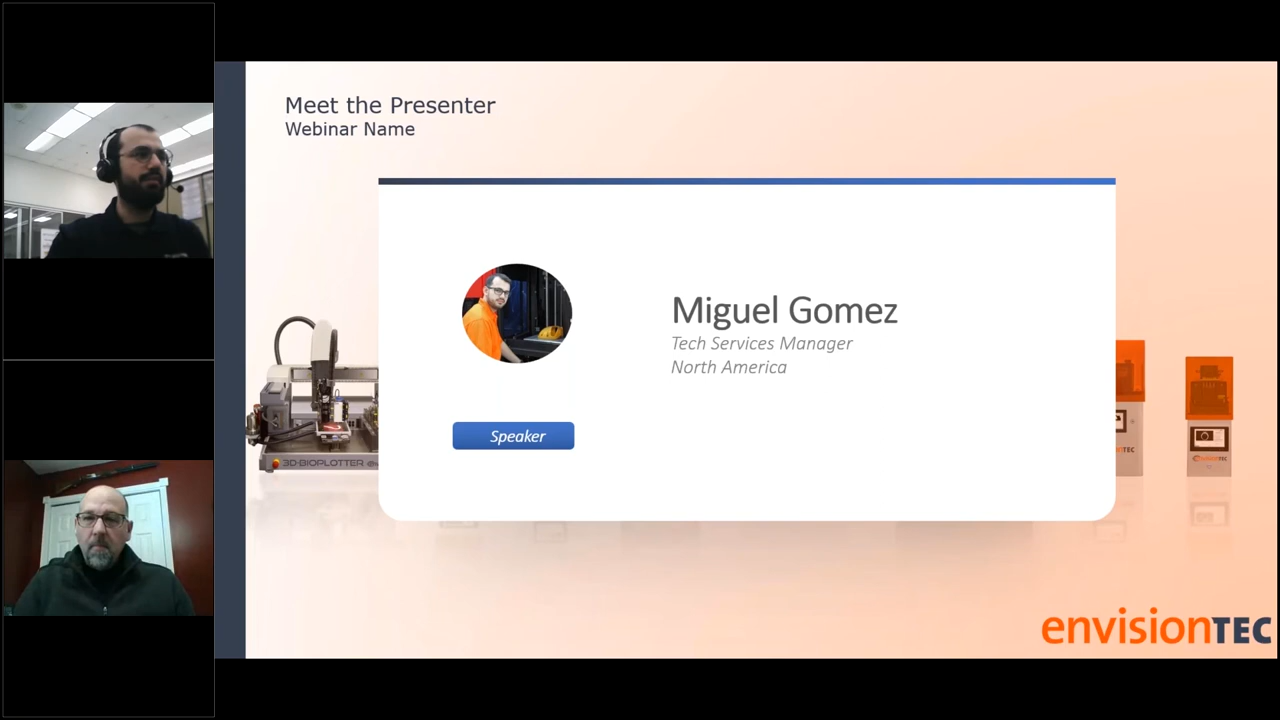 Meet the Presenter
Webinar Name
Miguel Gomez
Tech Services Manager
North America
Speaker
3D-BIOPLOTTER
envisionTEC